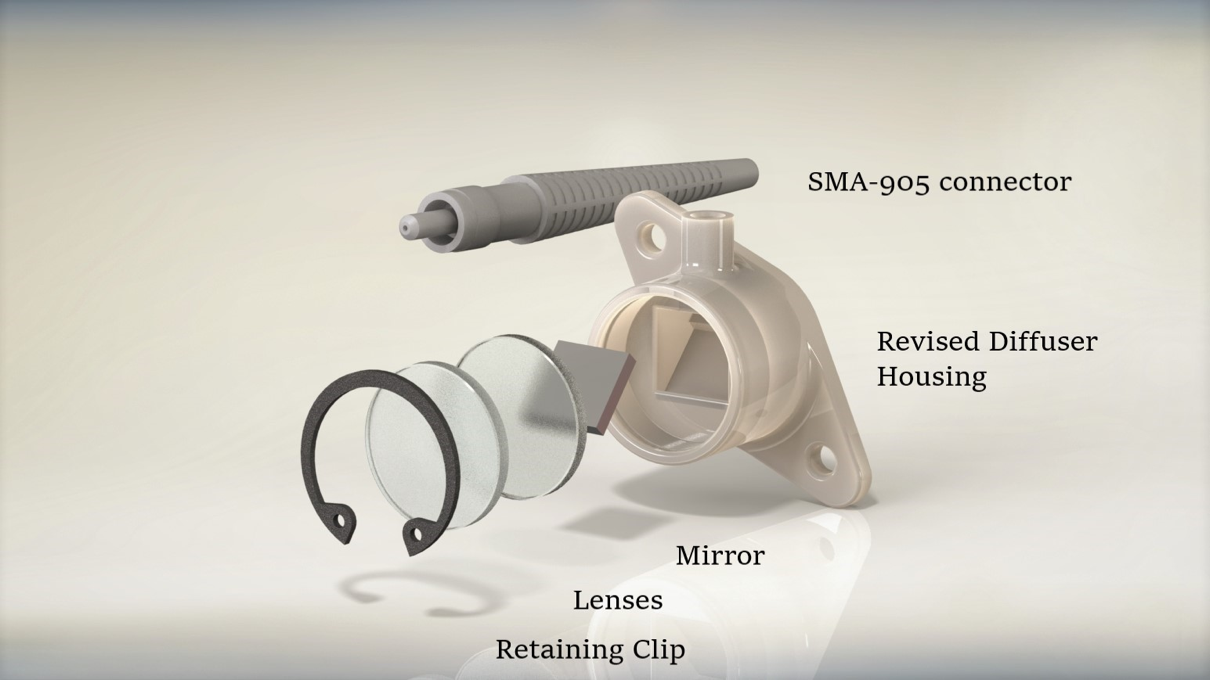 SMA-905 connector
Revised Diffuser
Housing
Mirror
Lenses
Retaining Clip